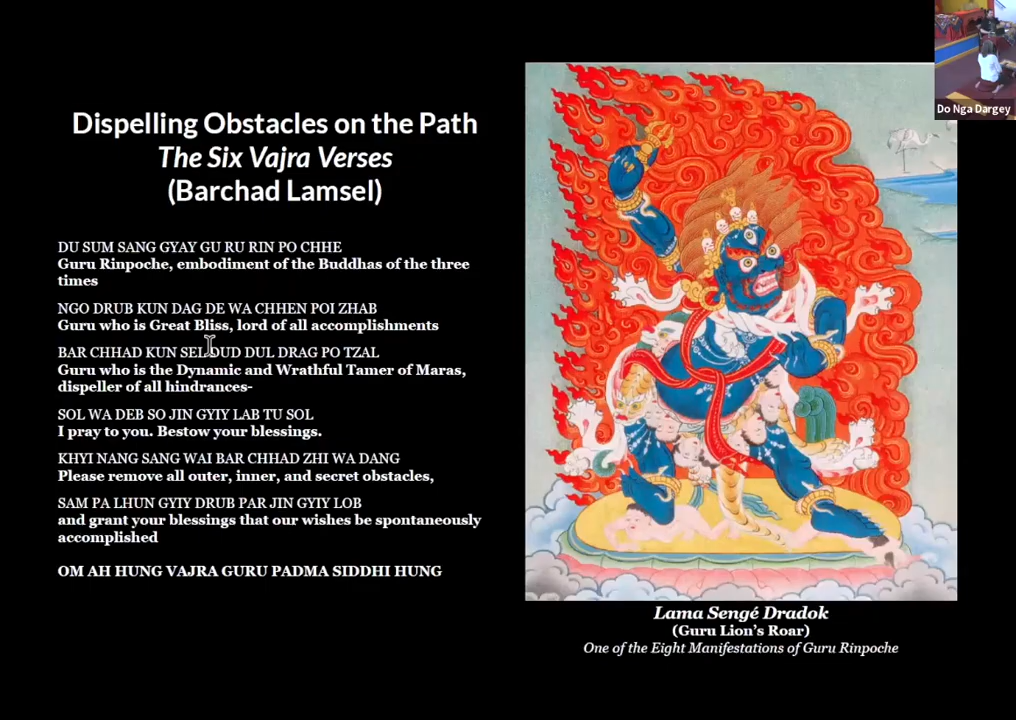 Dispelling Obstacles on the Path
The Six Vajra Verses
(Barchad Lamsel)
DU SUM SANG GYAY GU RU RIN PO CHHE
Guru Rinpoche, embodiment of the Buddhas of the three
times
NGO DRUB KUN DAG DE WA CHHEN POI ZHAB
Guru who is Great Bliss, lord of all accomplishments
BAR CHHAD KUN SEL DUD DUL DRAG PO TZAL
Guru who is the Dynamic and Wrathful Tamer of Maras,
dispeller of all hindrances-
SOL WA DEB SO JIN GYIY LAB TU SOL
I pray to you. Bestow your blessings.
KHYI NANG SANG WAI BAR CHHAD ZHI WA DANG
Please remove all outer, inner, and secret obstacles,
SAM PA LHUN GYIY DRUB PAR JIN GYIY LOB
and grant your blessings that our wishes be spontaneously
accomplished
OM AH HUNG VAJRA GURU PADMA SIDDHI HUNG
Do Nga Dargey
Lama Sengé Dradok
(Guru Lion's Roar)
One of the Eight Manifestations of Guru Rinpoche